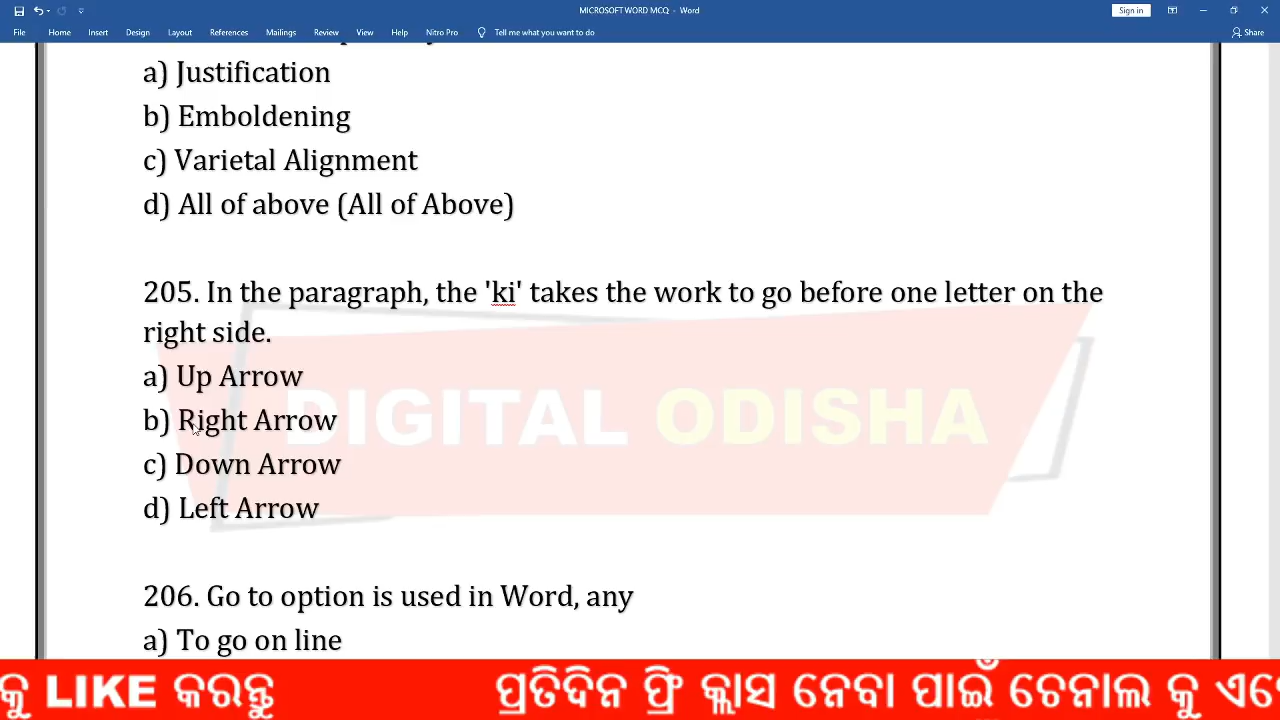 MICROSOFT WORD MCQ - Word
Sign in
File Home Insert Design Layout References Mailings Review View Help Nitro Pro Tell me what you want to do Share
a) Justification
b) Emboldening
c) Varietal Alignment
d) All of above (All of Above)
205. In the paragraph, the 'ki' takes the work to go before one letter on the
right side.
a) Up Arrow
b) Right Arrow
c) Down Arrow
d) Left Arrow
DIGITAL ODISHA
206. Go to option is used in Word, any
a) To go on line
କୁ LIKE କରନ୍ତୁ ପ୍ରତିଦିନ ଫ୍ରି କ୍ଲାସ ନେବା ପାଇଁ ଚେନାଲ କୁ